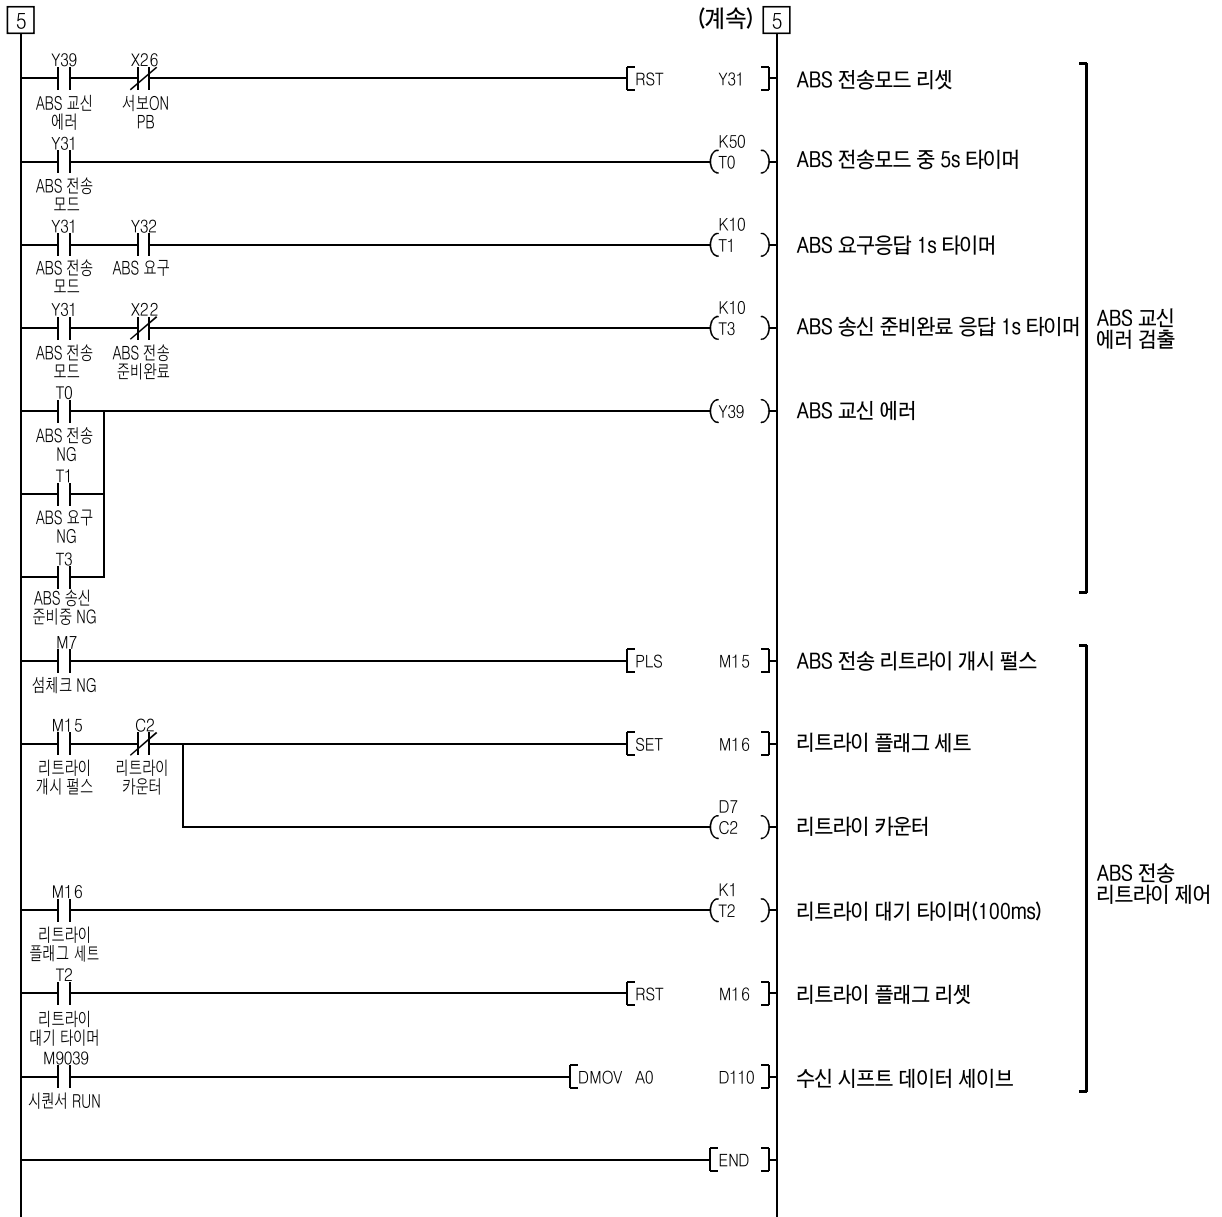 5
(계속) 5
Y39 X26
RST Y31 ABS 전송모드 리셋
ABS 교신 서보ON
에러 PB
Y31 K50
T0 ABS 전송모드 중 5s 타이머
ABS 전송
모드
Y31 Y32 K10
T1 ABS 요구응답 1s 타이머
ABS 전송 ABS 요구
모드
Y31 X22 K10
T3 ABS 송신 준비완료 응답 1s 타이머
ABS 교신
에러 검출
ABS 전송 ABS 전송
모드 준비완료
T0
Y39 ABS 교신 에러
ABS 전송
NG
T1
ABS 요구
NG
T3
ABS 송신
준비중 NG
M7
PLS M15 ABS 전송 리트라이 개시 펄스
섬체크 NG
M15 C2
SET M16 리트라이 플래그 세트
리트라이 리트라이
개시 펄스 카운터
D7
C2 리트라이 카운터
ABS 전송
리트라이 제어
M16 K1
T2 리트라이 대기 타이머(100ms)
리트라이
플래그 세트
T2
RST M16 리트라이 플래그 리셋
리트라이
대기 타이머
M9039
DMOV A0 D110 수신 시프트 데이터 세이브
시퀀서 RUN
END